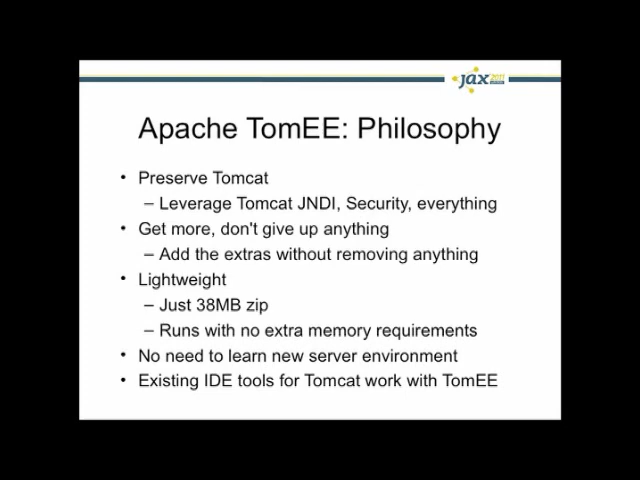 jax 2011
Apache TomEE: Philosophy
• Preserve Tomcat
– Leverage Tomcat JNDI, Security, everything
• Get more, don't give up anything
– Add the extras without removing anything
• Lightweight
– Just 38MB zip
– Runs with no extra memory requirements
• No need to learn new server environment
• Existing IDE tools for Tomcat work with TomEE